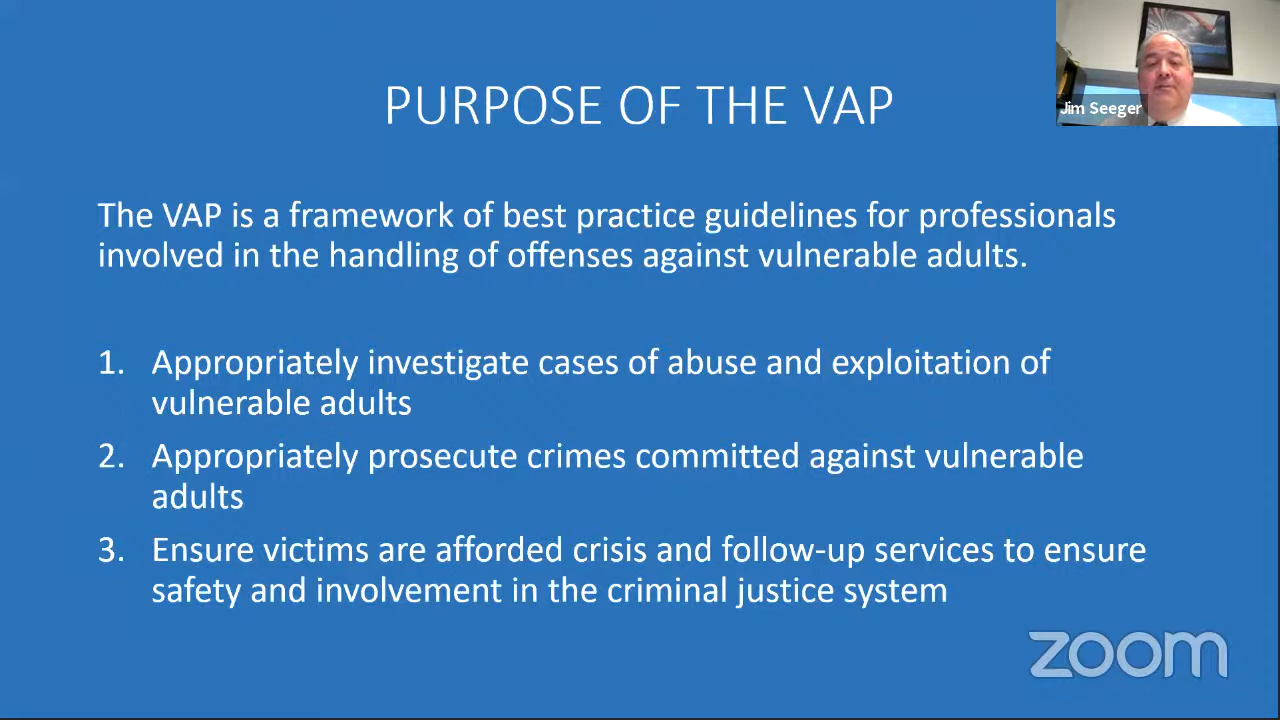 PURPOSE OF THE VAP
Jim Seeger
The VAP is a framework of best practice guidelines for professionals
involved in the handling of offenses against vulnerable adults.
1. Appropriately investigate cases of abuse and exploitation of
vulnerable adults
2. Appropriately prosecute crimes committed against vulnerable
adults
3. Ensure victims are afforded crisis and follow-up services to ensure
safety and involvement in the criminal justice system
zoom